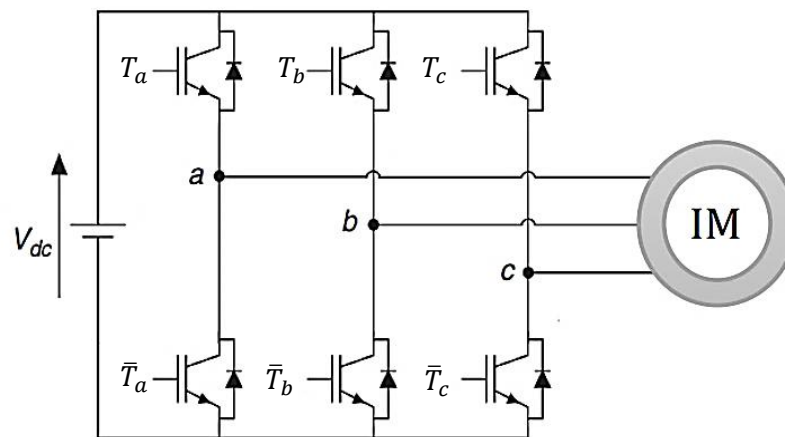 Tₐ T_b T_c
a
b
IM
V_dc
c
T̄ₐ T̄_b T̄_c